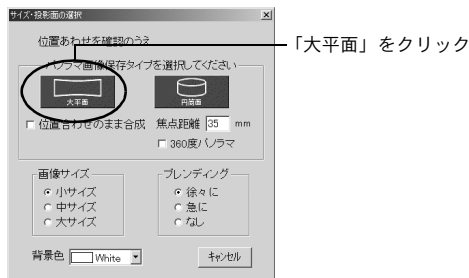 サイズ・投影面の選択
位置あわせを確認のうえ
パノラマ画像保存タイプを選択してください
大平面
円筒面
位置合わせのまま合成
焦点距離 35 mm
360度パノラマ
画像サイズ
小サイズ
中サイズ
大サイズ
ブレンディング
徐々に
急に
なし
背景色 White
キャンセル
「大平面」をクリック